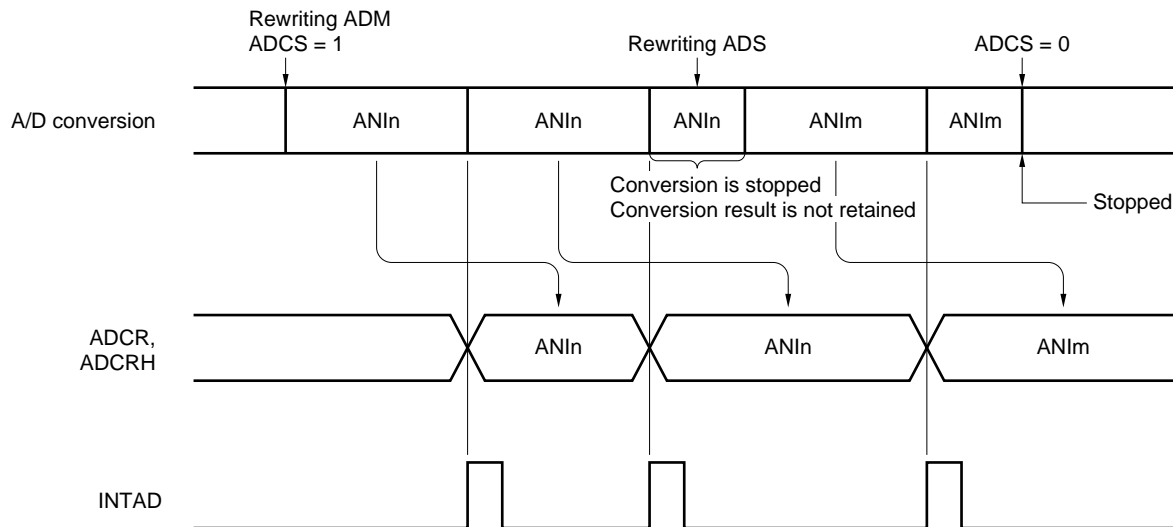 Rewriting ADM
ADCS = 1
Rewriting ADS
ADCS = 0
A/D conversion
ANIn
ANIn
ANIn
ANIm
ANIm
Conversion is stopped
Conversion result is not retained
Stopped
ADCR,
ADCRH
ANIn
ANIn
ANIm
INTAD